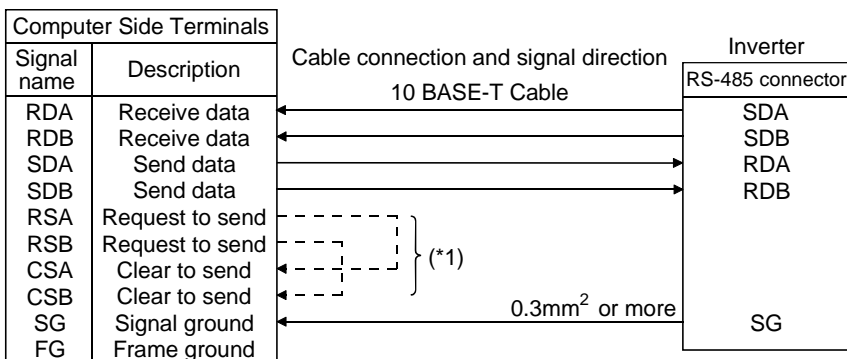 Computer Side Terminals
Signal name
Description
Cable connection and signal direction
Inverter
10 BASE-T Cable
RS-485 connector
RDA Receive data SDA
RDB Receive data SDB
SDA Send data RDA
SDB Send data RDB
RSA Request to send
RSB Request to send
(*1)
CSA Clear to send
CSB Clear to send
0.3mm² or more
SG Signal ground SG
FG Frame ground